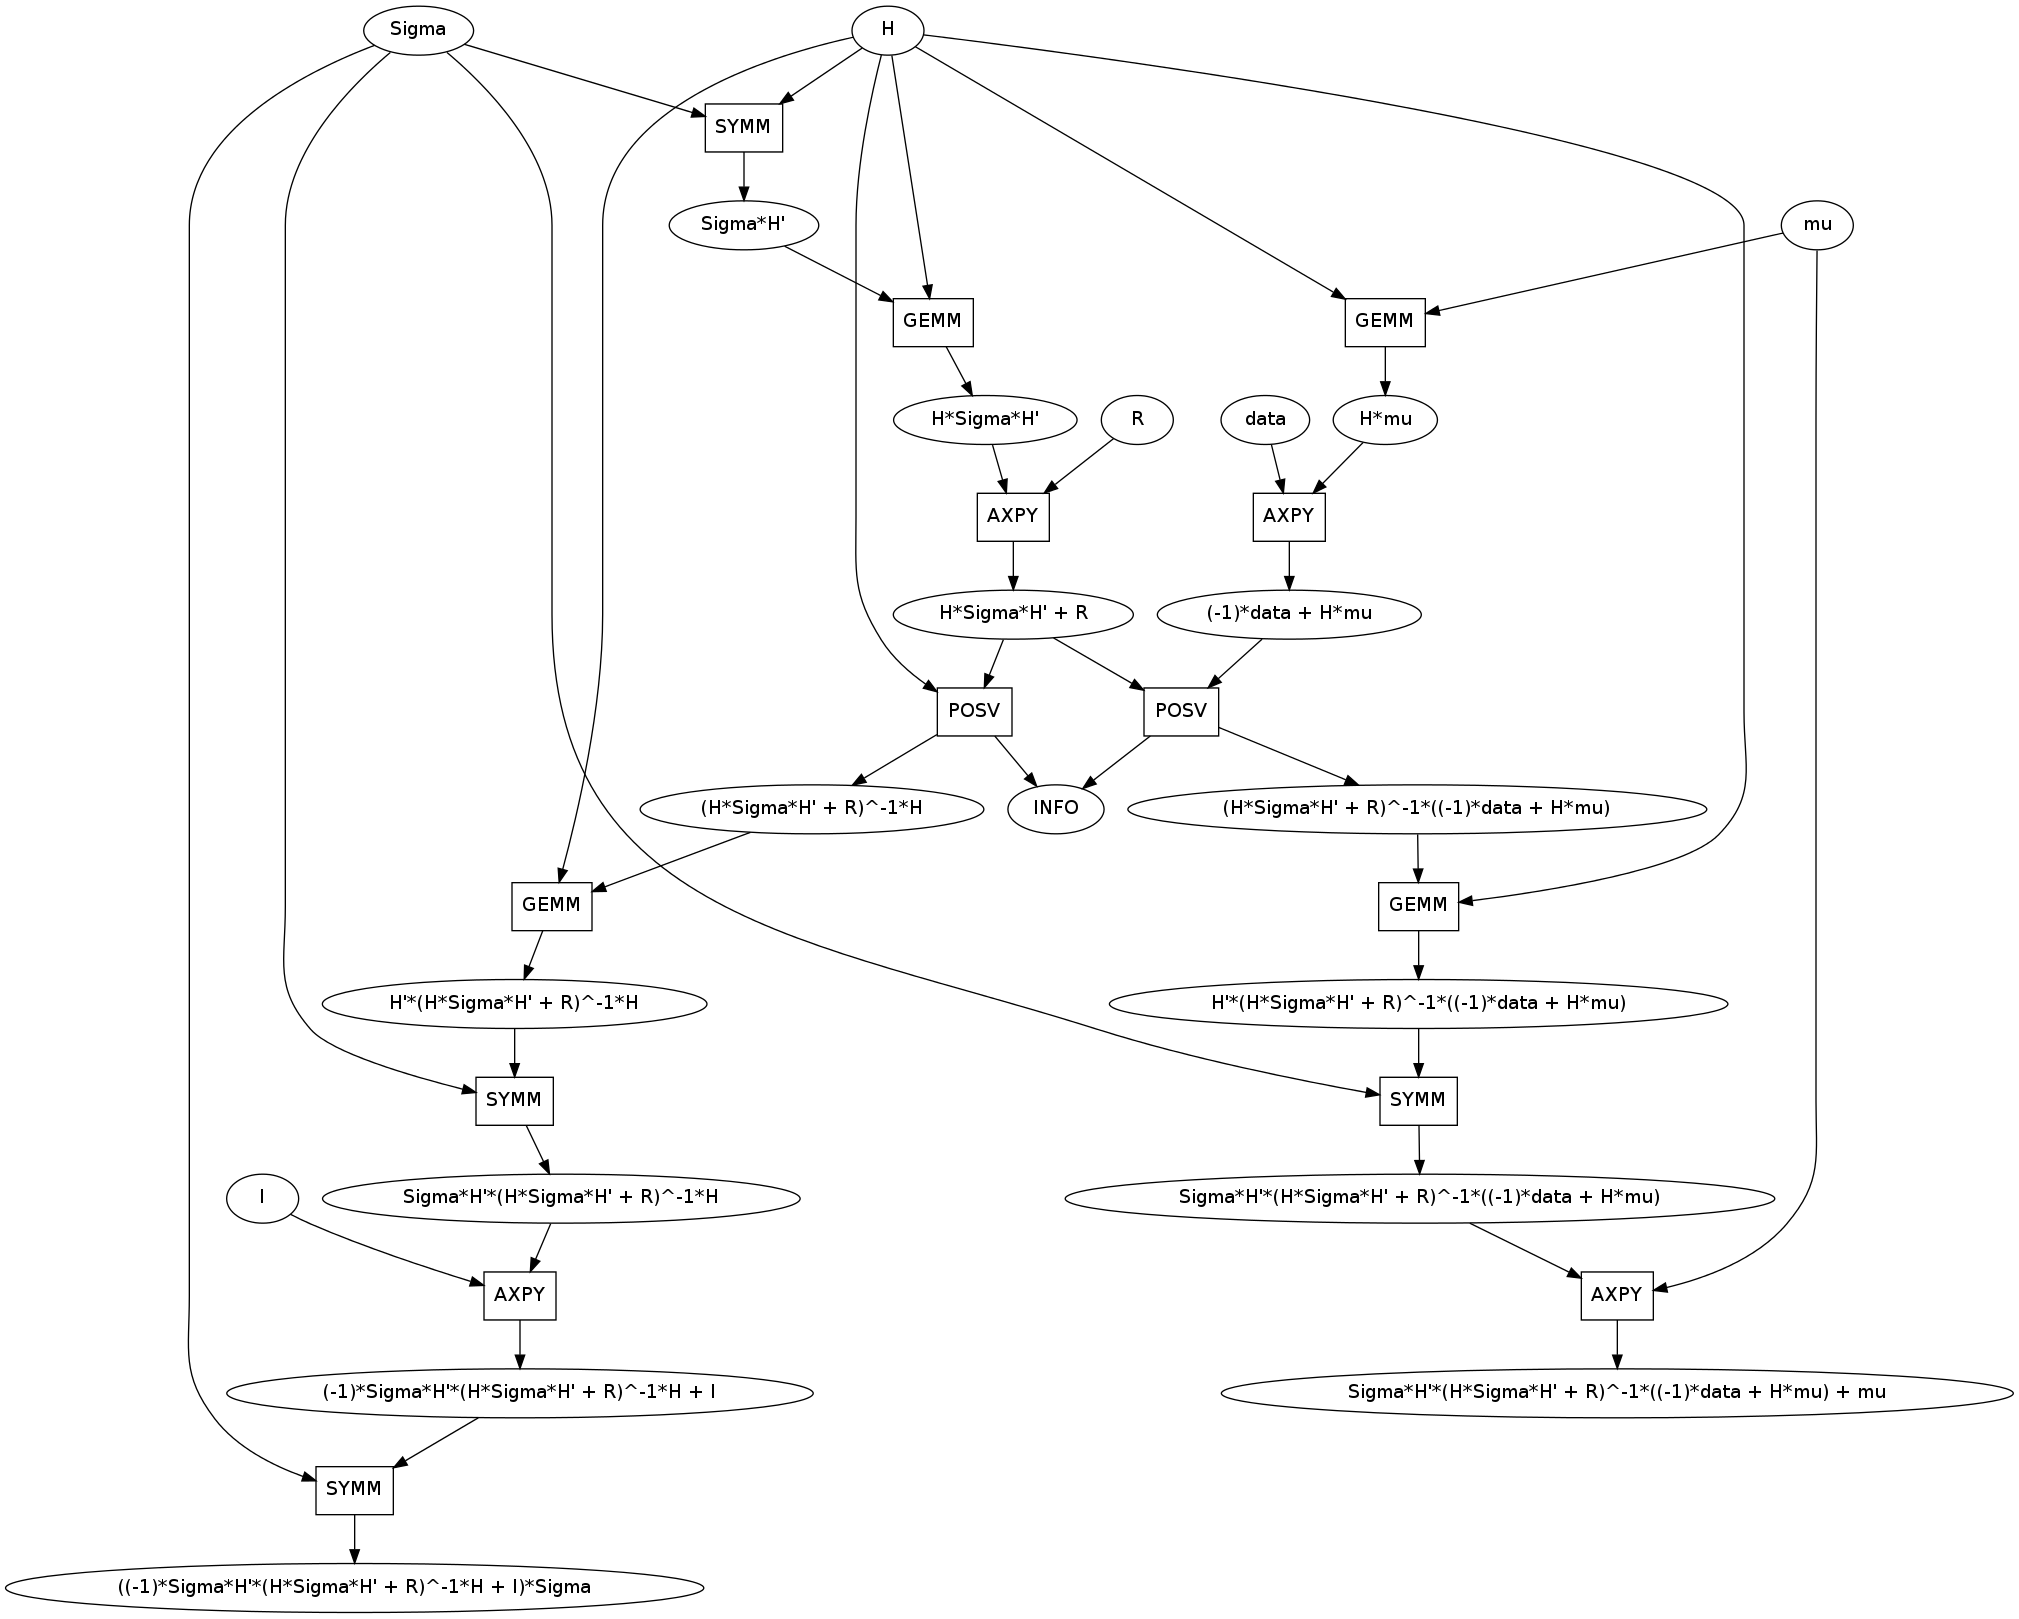 Sigma
H
SYMM
Sigma*H'
mu
GEMM
GEMM
H*Sigma*H'
R
data
H*mu
AXPY
AXPY
H*Sigma*H' + R
(-1)*data + H*mu
POSV
POSV
(H*Sigma*H' + R)^-1*H
INFO
(H*Sigma*H' + R)^-1*((-1)*data + H*mu)
GEMM
GEMM
H'*(H*Sigma*H' + R)^-1*H
H'*(H*Sigma*H' + R)^-1*((-1)*data + H*mu)
SYMM
SYMM
I
Sigma*H'*(H*Sigma*H' + R)^-1*H
Sigma*H'*(H*Sigma*H' + R)^-1*((-1)*data + H*mu)
AXPY
AXPY
(-1)*Sigma*H'*(H*Sigma*H' + R)^-1*H + I
Sigma*H'*(H*Sigma*H' + R)^-1*((-1)*data + H*mu) + mu
SYMM
((-1)*Sigma*H'*(H*Sigma*H' + R)^-1*H + I)*Sigma